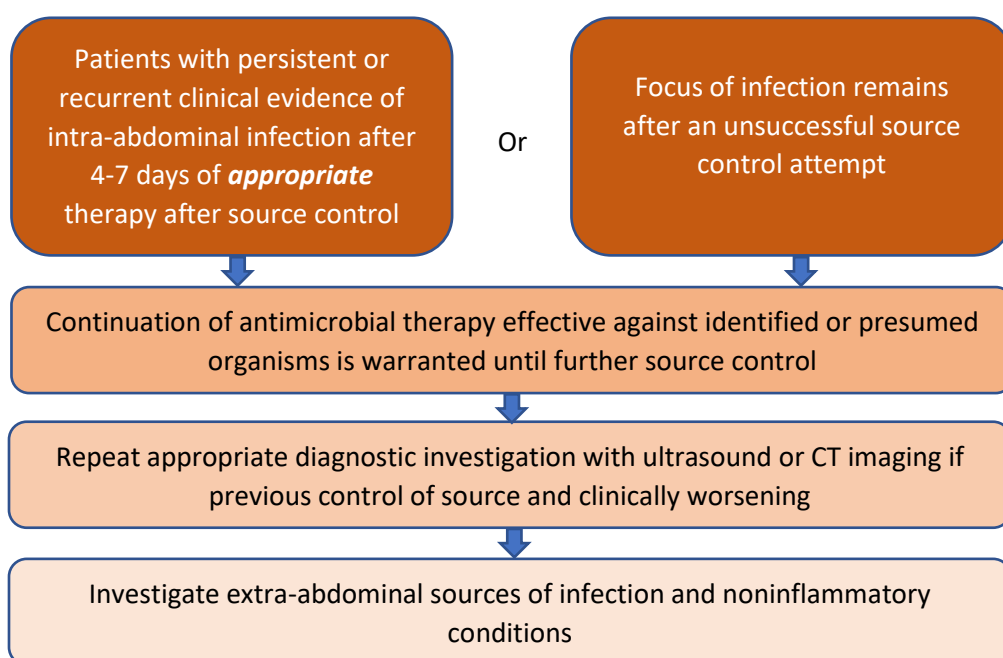 Patients with persistent or
recurrent clinical evidence of
intra-abdominal infection after
4-7 days of appropriate
therapy after source control
Or
Focus of infection remains
after an unsuccessful source
control attempt
Continuation of antimicrobial therapy effective against identified or presumed
organisms is warranted until further source control
Repeat appropriate diagnostic investigation with ultrasound or CT imaging if
previous control of source and clinically worsening
Investigate extra-abdominal sources of infection and noninflammatory
conditions